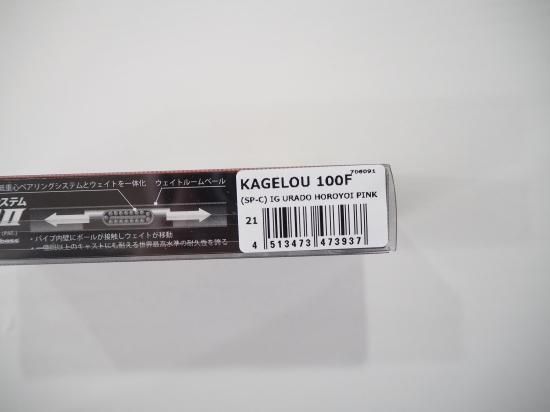 低重心ベアリングシステムとウェイトを一体化
ウェイトルームベール
ステム
II
(PAT.)
・パイプ内壁にボールが接触しウェイトが移動
・一億回以上のキャストにも耐える世界最高水準の耐久性を誇る
706091
KAGELOU 100F
(SP-C) IG URADO HOROYOI PINK
21
4 513473 473937